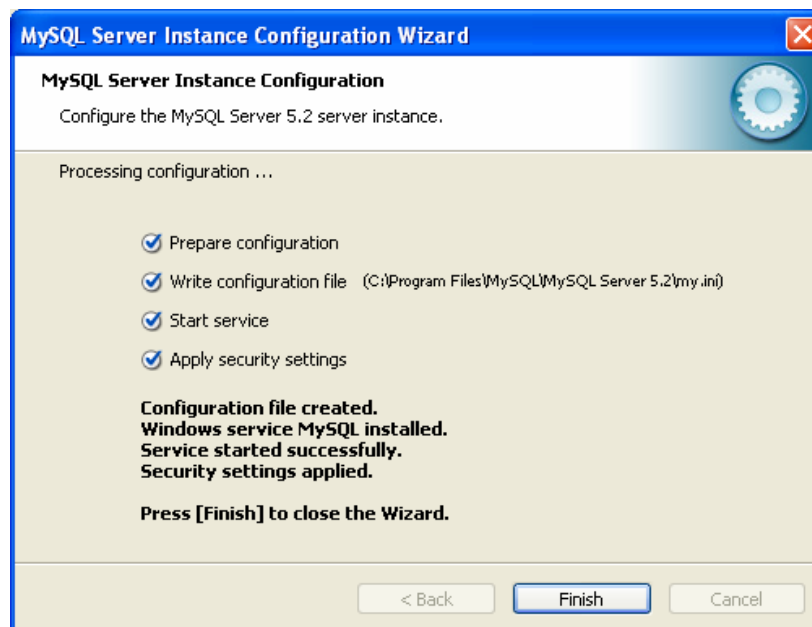 MySQL Server Instance Configuration Wizard
MySQL Server Instance Configuration
Configure the MySQL Server 5.2 server instance.
Processing configuration ...
Prepare configuration
Write configuration file (C:\Program Files\MySQL\MySQL Server 5.2\my.ini)
Start service
Apply security settings
Configuration file created.
Windows service MySQL installed.
Service started successfully.
Security settings applied.
Press [Finish] to close the Wizard.
< Back Finish Cancel